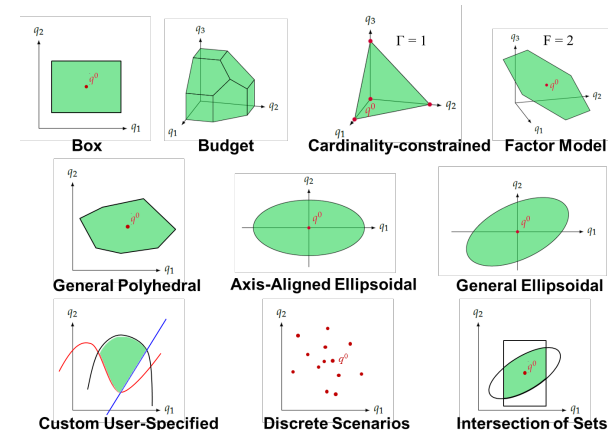 q2
q0
q1
Box
q3
q2
q1
Budget
q3
Γ = 1
q0
q2
q1
Cardinality-constrained
q3
F = 2
q0
q2
q1
Factor Model
q2
q0
q1
General Polyhedral
q2
q0
q1
Axis-Aligned Ellipsoidal
q2
q0
q1
General Ellipsoidal
q2
q1
Custom User-Specified
q2
q0
q1
Discrete Scenarios
q2
q0
q1
Intersection of Sets